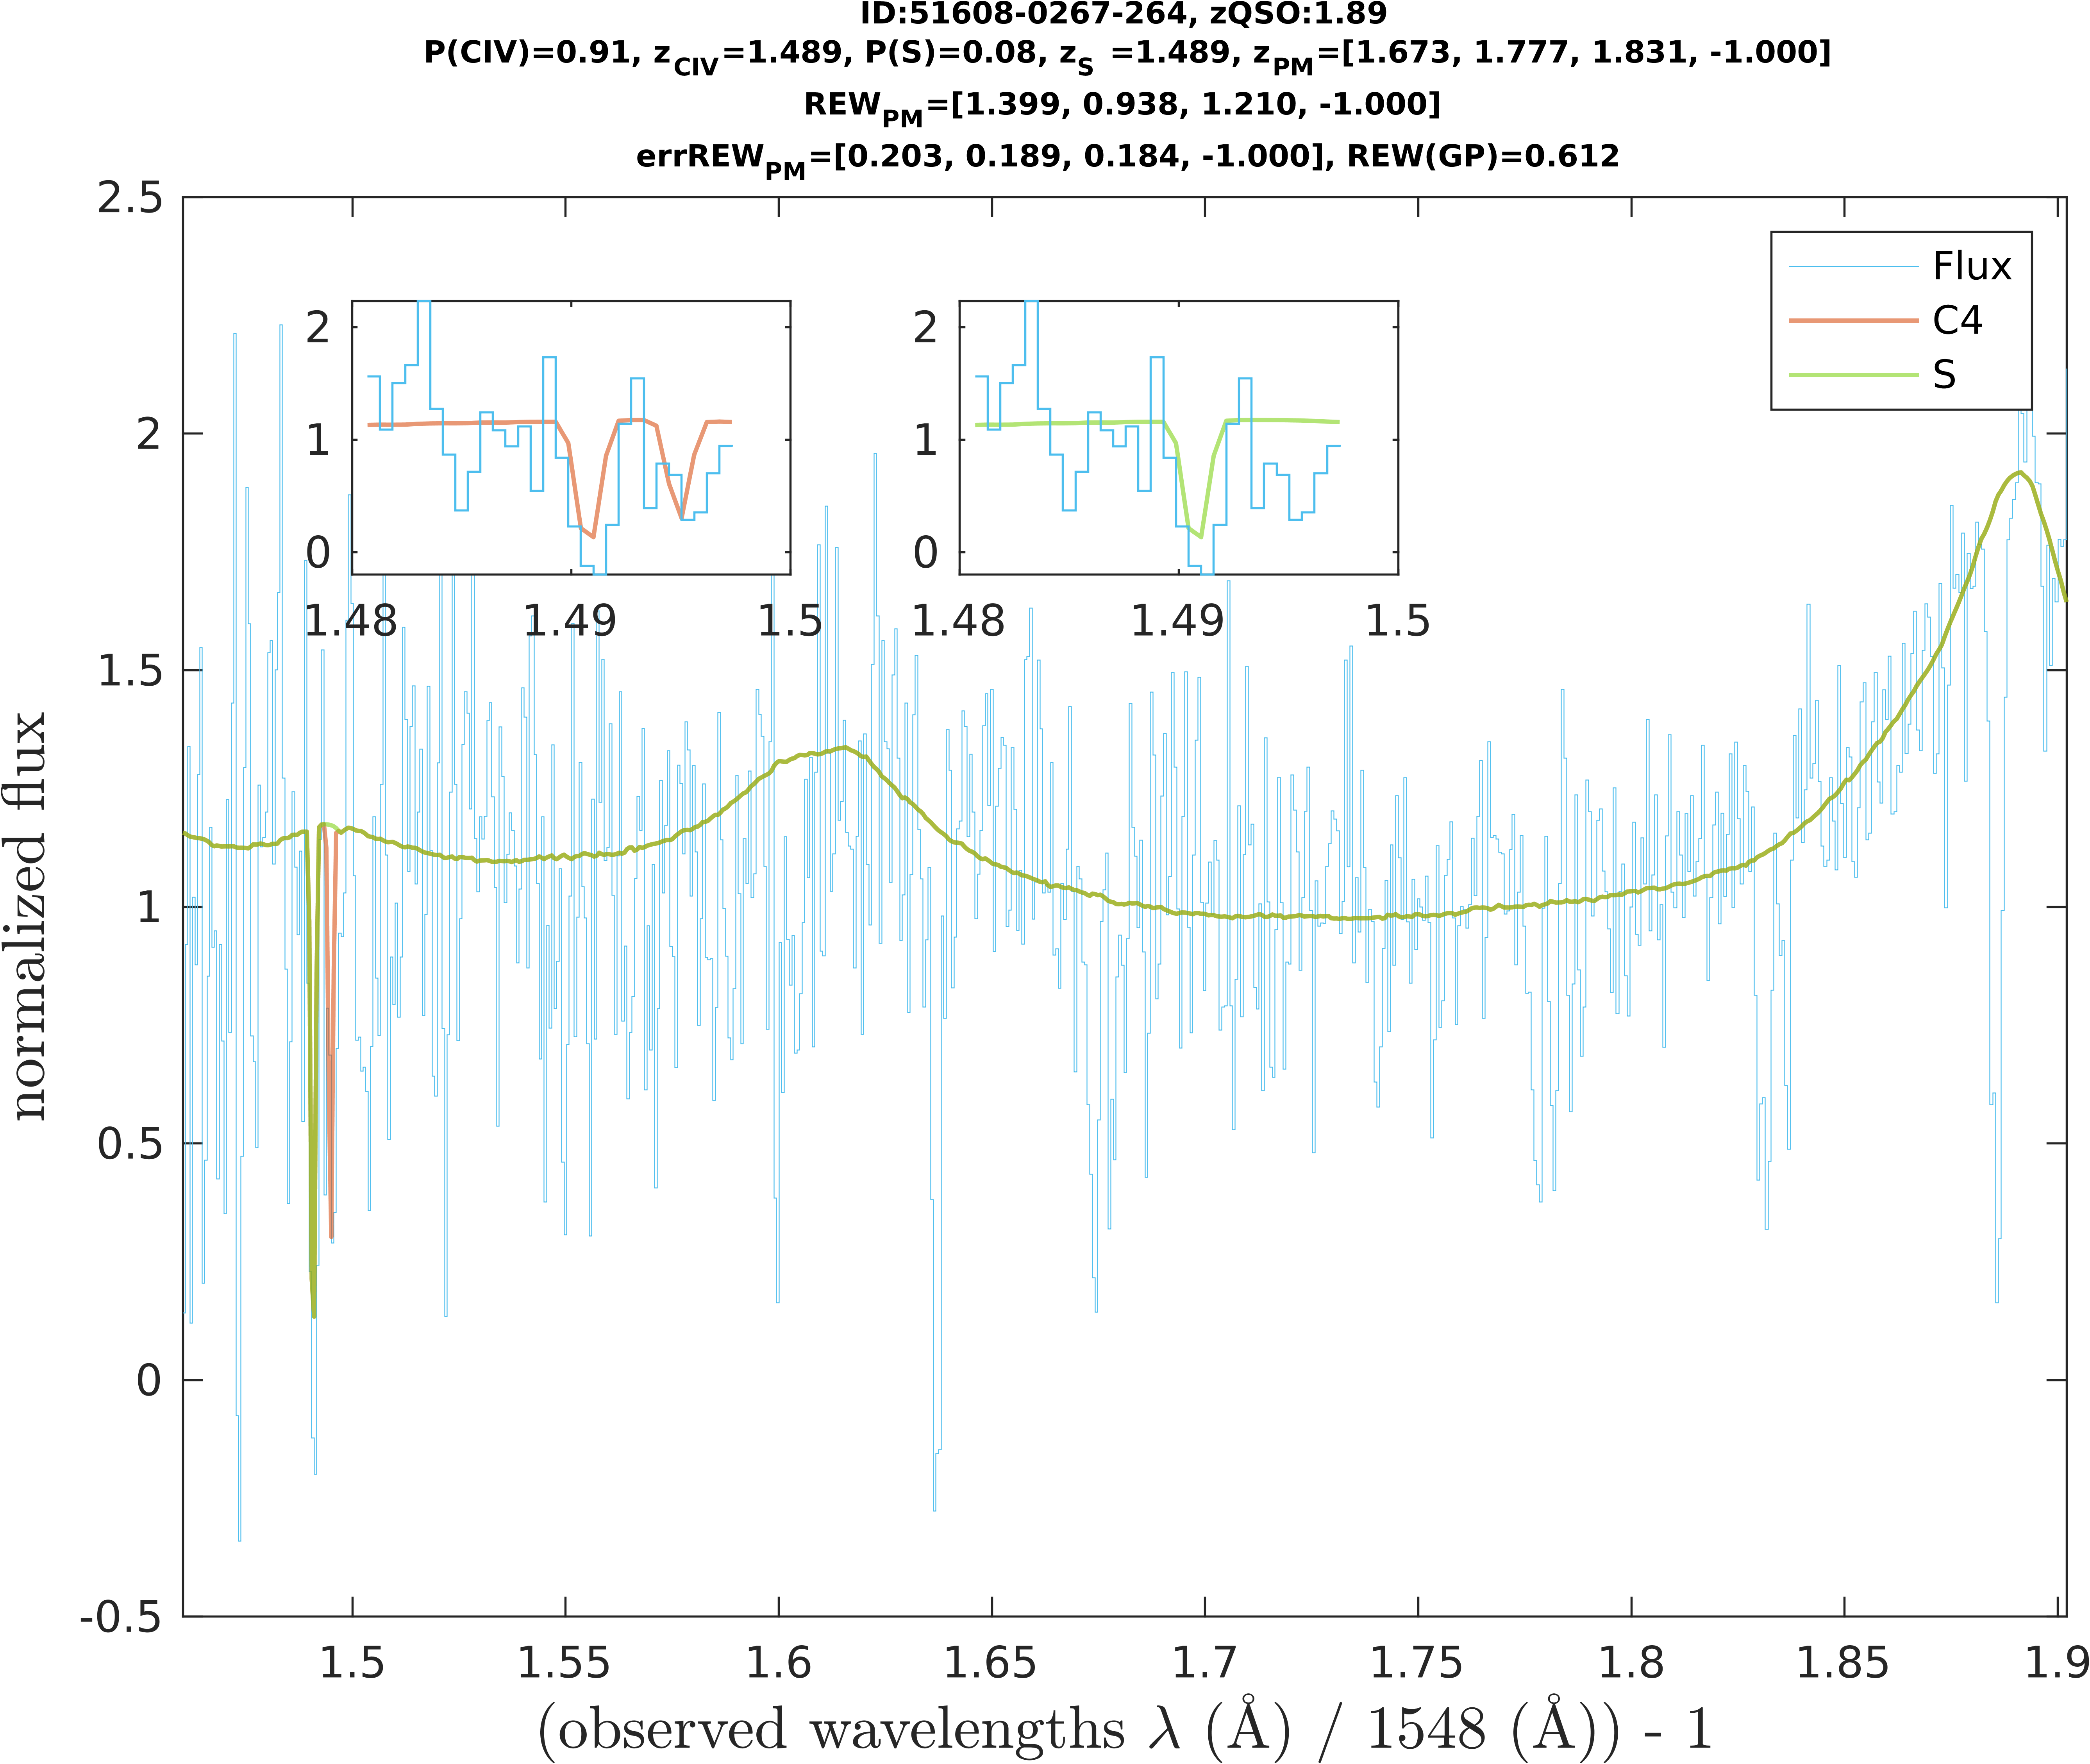 ID:51608-0267-264, zQSO:1.89
P(CIV)=0.91, zCIV=1.489, P(S)=0.08, zS =1.489, zPM=[1.673, 1.777, 1.831, -1.000]
REWPM=[1.399, 0.938, 1.210, -1.000]
errREWPM=[0.203, 0.189, 0.184, -1.000], REW(GP)=0.612
2.5
2
1.5
1
0.5
0
-0.5
normalized flux
2
1
0
1.48 1.49 1.5
2
1
0
1.48 1.49 1.5
Flux
C4
S
1.5 1.55 1.6 1.65 1.7 1.75 1.8 1.85 1.9
(observed wavelengths λ (Å) / 1548 (Å)) - 1